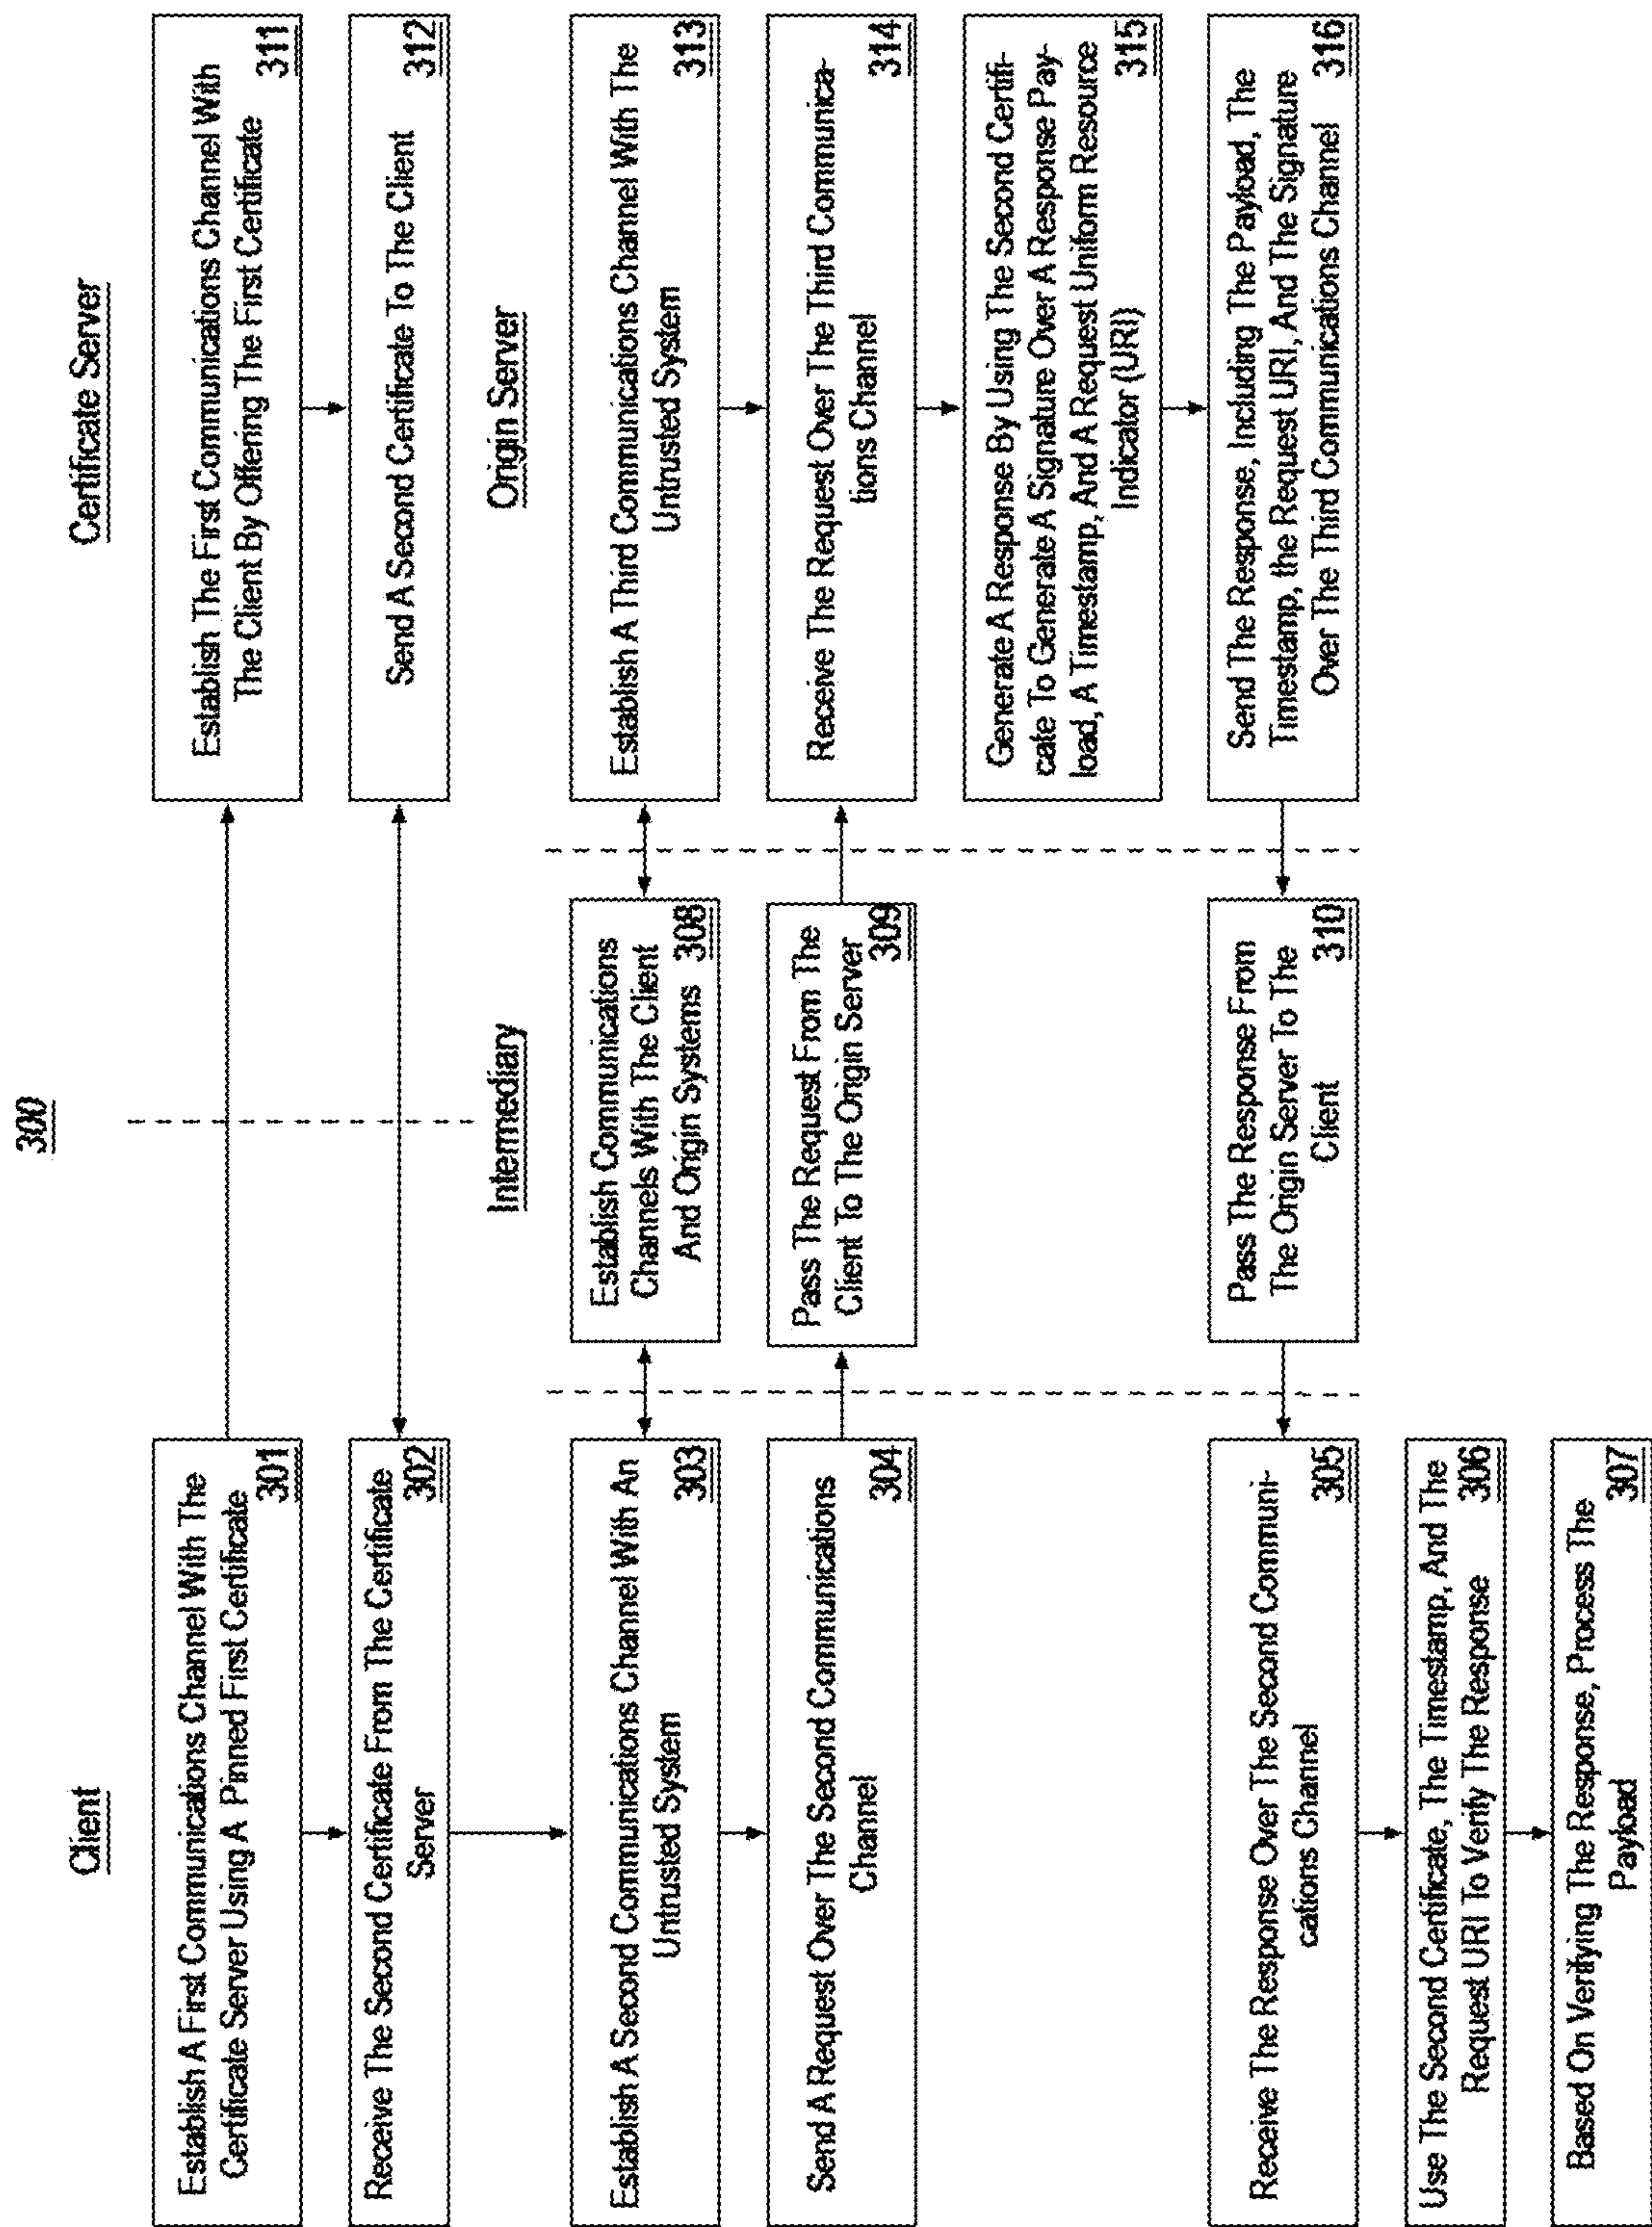 300
Client
Establish A First Communications Channel With The
Certificate Server Using A Pinned First Certificate
301
Receive The Second Certificate From The Certificate
Server
302
Establish A Second Communications Channel With An
Untrusted System
303
Send A Request Over The Second Communications
Channel
304
Receive The Response Over The Second Communi-
cations Channel
305
Use The Second Certificate, The Timestamp, And The
Request URI To Verify The Response
306
Based On Verifying The Response, Process The
Payload
307
Intermediary
Establish Communications
Channels With The Client
And Origin Systems
308
Pass The Request From The
Client To The Origin Server
309
Pass The Response From
The Origin Server To The
Client
310
Certificate Server
Establish The First Communications Channel With
The Client By Offering The First Certificate
311
Send A Second Certificate To The Client
312
Origin Server
Establish A Third Communications Channel With The
Untrusted System
313
Receive The Request Over The Third Communica-
tions Channel
314
Generate A Response By Using The Second Certifi-
cate To Generate A Signature Over A Response Pay-
load, A Timestamp, And A Request Uniform Resource
Indicator (URI)
315
Send The Response, Including The Payload, The
Timestamp, the Request URI, And The Signature
Over The Third Communications Channel
316